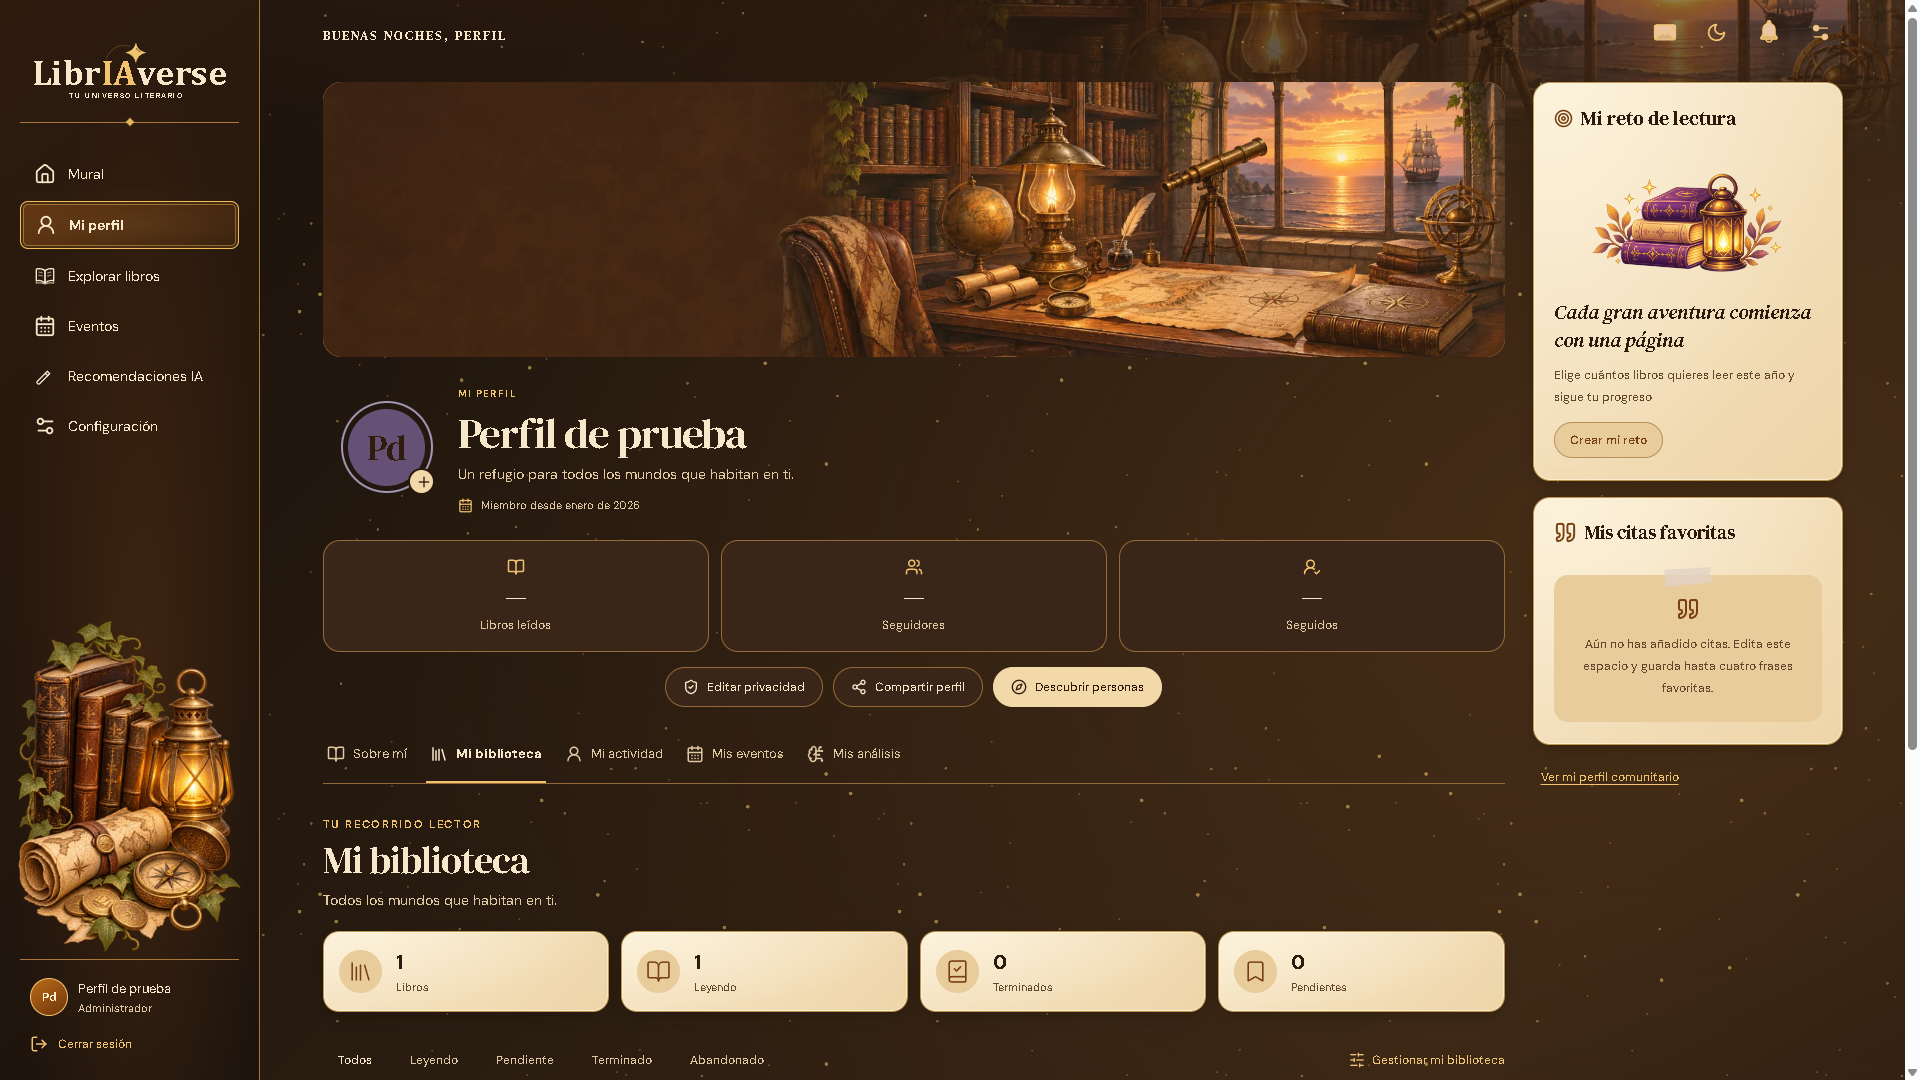 LibrIAverse
TU UNIVERSO LITERARIO
Mural
Mi perfil
Explorar libros
Eventos
Recomendaciones IA
Configuración
Pd
Perfil de prueba
Administrador
Cerrar sesión
BUENAS NOCHES, PERFIL
Pd
MI PERFIL
Perfil de prueba
Un refugio para todos los mundos que habitan en ti.
Miembro desde enero de 2026
—
Libros leídos
—
Seguidores
—
Seguidos
Editar privacidad
Compartir perfil
Descubrir personas
Sobre mí
Mi biblioteca
Mi actividad
Mis eventos
Mis análisis
TU RECORRIDO LECTOR
Mi biblioteca
Todos los mundos que habitan en ti.
1
Libros
1
Leyendo
0
Terminados
0
Pendientes
Todos
Leyendo
Pendiente
Terminado
Abandonado
Gestionar mi biblioteca
Mi reto de lectura
Cada gran aventura comienza
con una página
Elige cuántos libros quieres leer este año y
sigue tu progreso
Crear mi reto
Mis citas favoritas
Aún no has añadido citas. Edita este
espacio y guarda hasta cuatro frases
favoritas.
Ver mi perfil comunitario